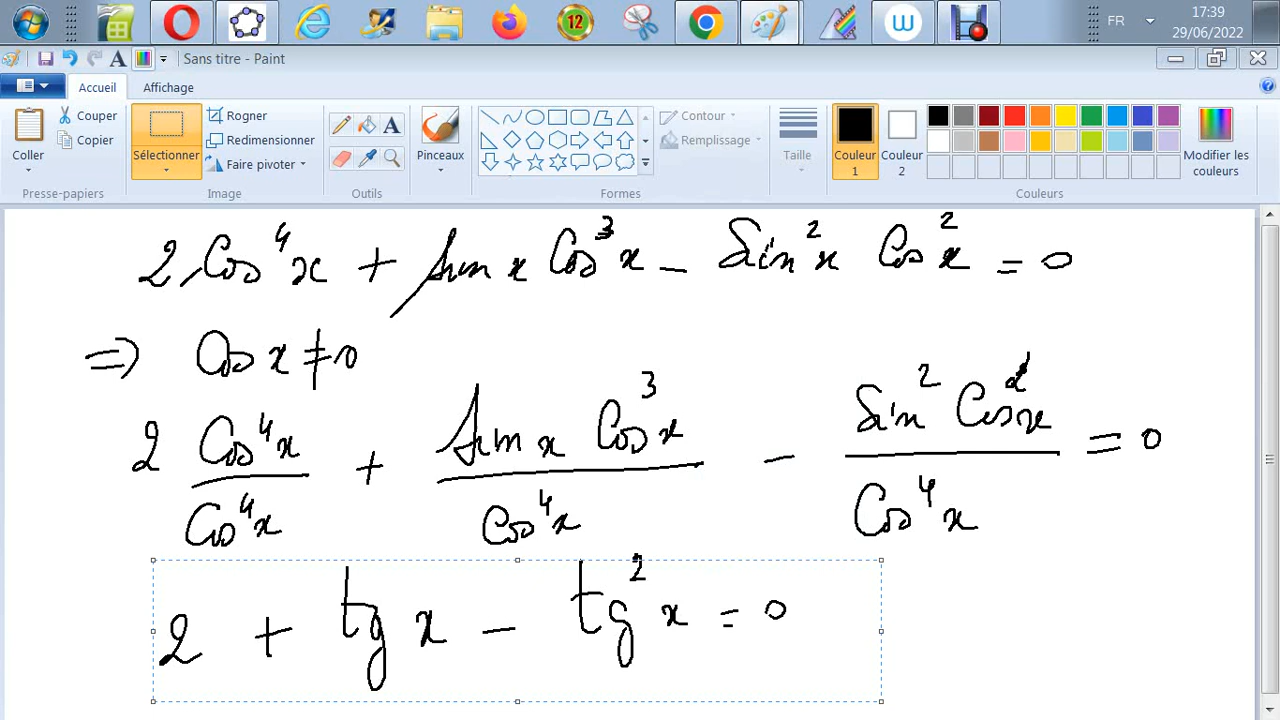 FR
17:39
29/06/2022
Sans titre - Paint
Accueil
Affichage
Coller
Couper
Copier
Sélectionner
Rogner
Redimensionner
Faire pivoter
Pinceaux
Contour
Remplissage
Taille
Couleur 1
Couleur 2
Modifier les couleurs
Presse-papiers
Image
Outils
Formes
Couleurs
12
W
2 Cos⁴x + sin x Cos³x - Sin²x Cos²x = 0
⇒ Cos x ≠ 0
2 Cos⁴x/Cos⁴x + sin x Cos³x/Cos⁴x - Sin² Cos²x/Cos⁴x = 0
2 + tg x - tg²x = 0